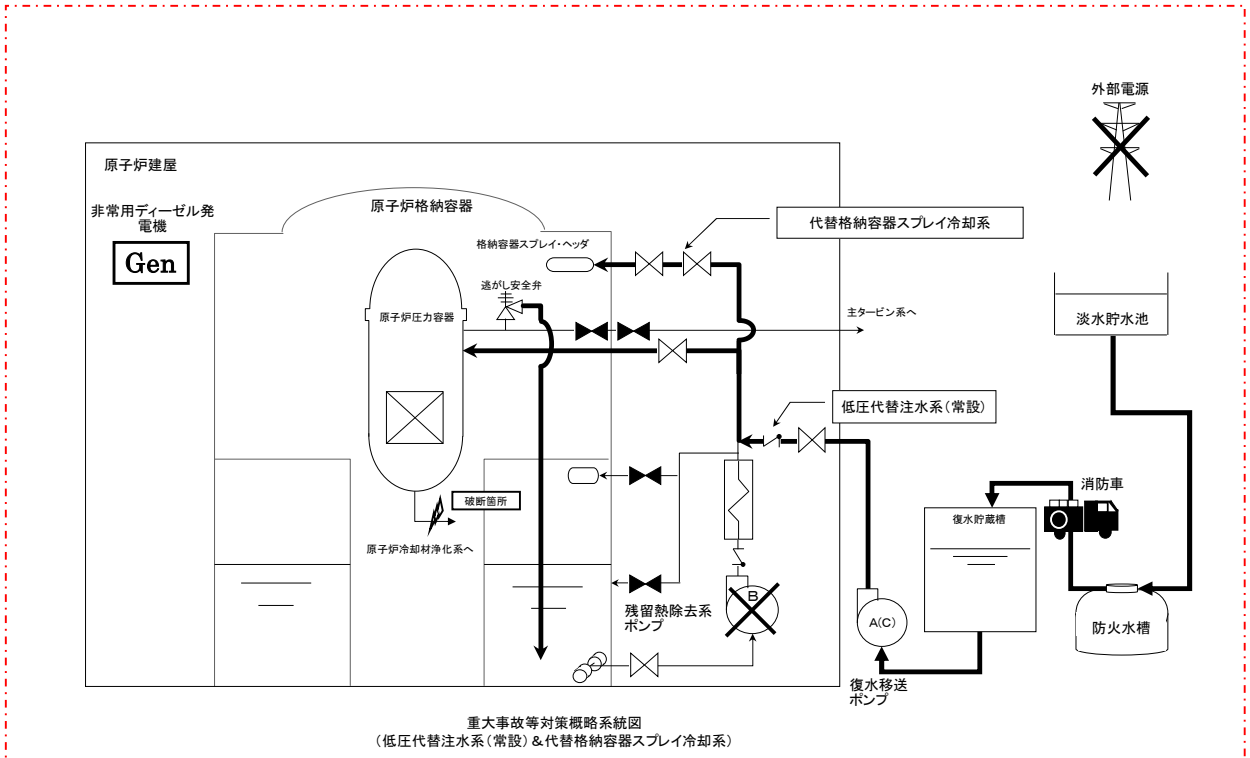 外部電源
原子炉建屋
非常用ディーゼル発
電機
Gen
原子炉格納容器
代替格納容器スプレイ冷却系
格納容器スプレイ・ヘッダ
逃がし安全弁
原子炉圧力容器
主タービン系へ
淡水貯水池
低圧代替注水系(常設)
消防車
破断箇所
復水貯蔵槽
原子炉冷却材浄化系へ
残留熱除去系
ポンプ
B
A(C)
防火水槽
復水移送
ポンプ
重大事故等対策概略系統図
(低圧代替注水系(常設)&代替格納容器スプレイ冷却系)